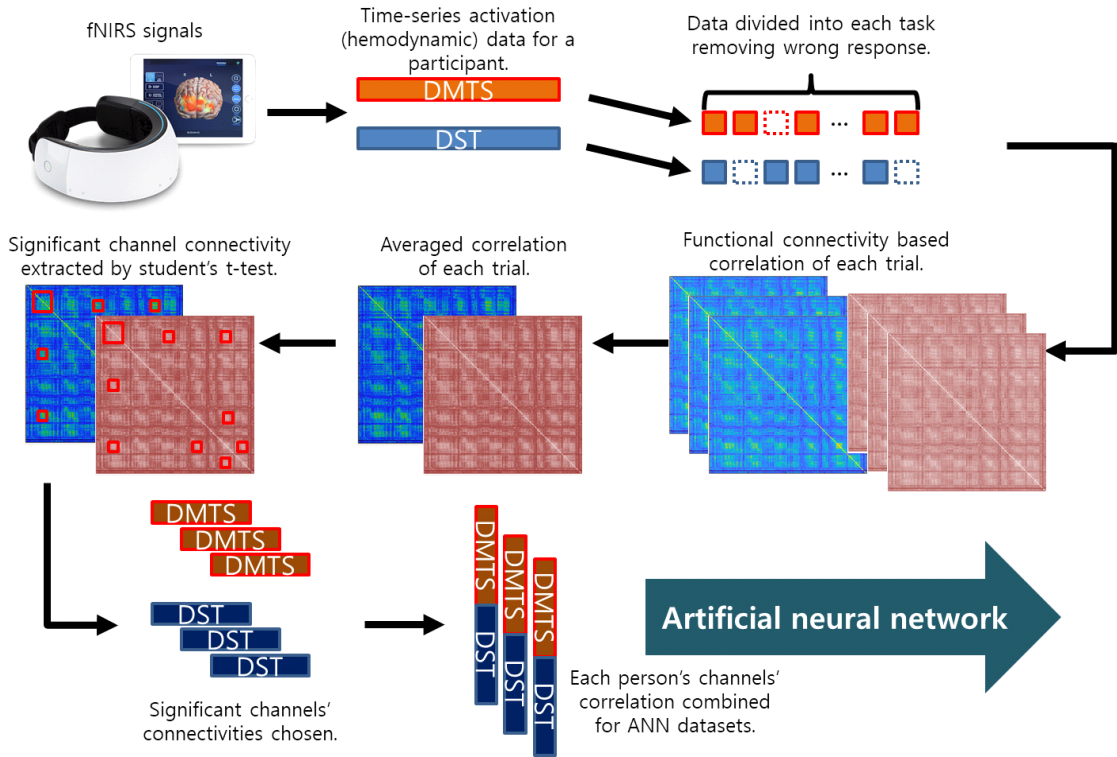 fNIRS signals
Time-series activation
(hemodynamic) data for a
participant.
DMTS
DST
Data divided into each task
removing wrong response.
...
...
Significant channel connectivity
extracted by student's t-test.
Averaged correlation
of each trial.
Functional connectivity based
correlation of each trial.
DMTS
DMTS
DMTS
DST
DST
DST
Significant channels'
connectivities chosen.
DMTS
DST
DMTS
DST
DMTS
DST
Each person's channels'
correlation combined
for ANN datasets.
Artificial neural network